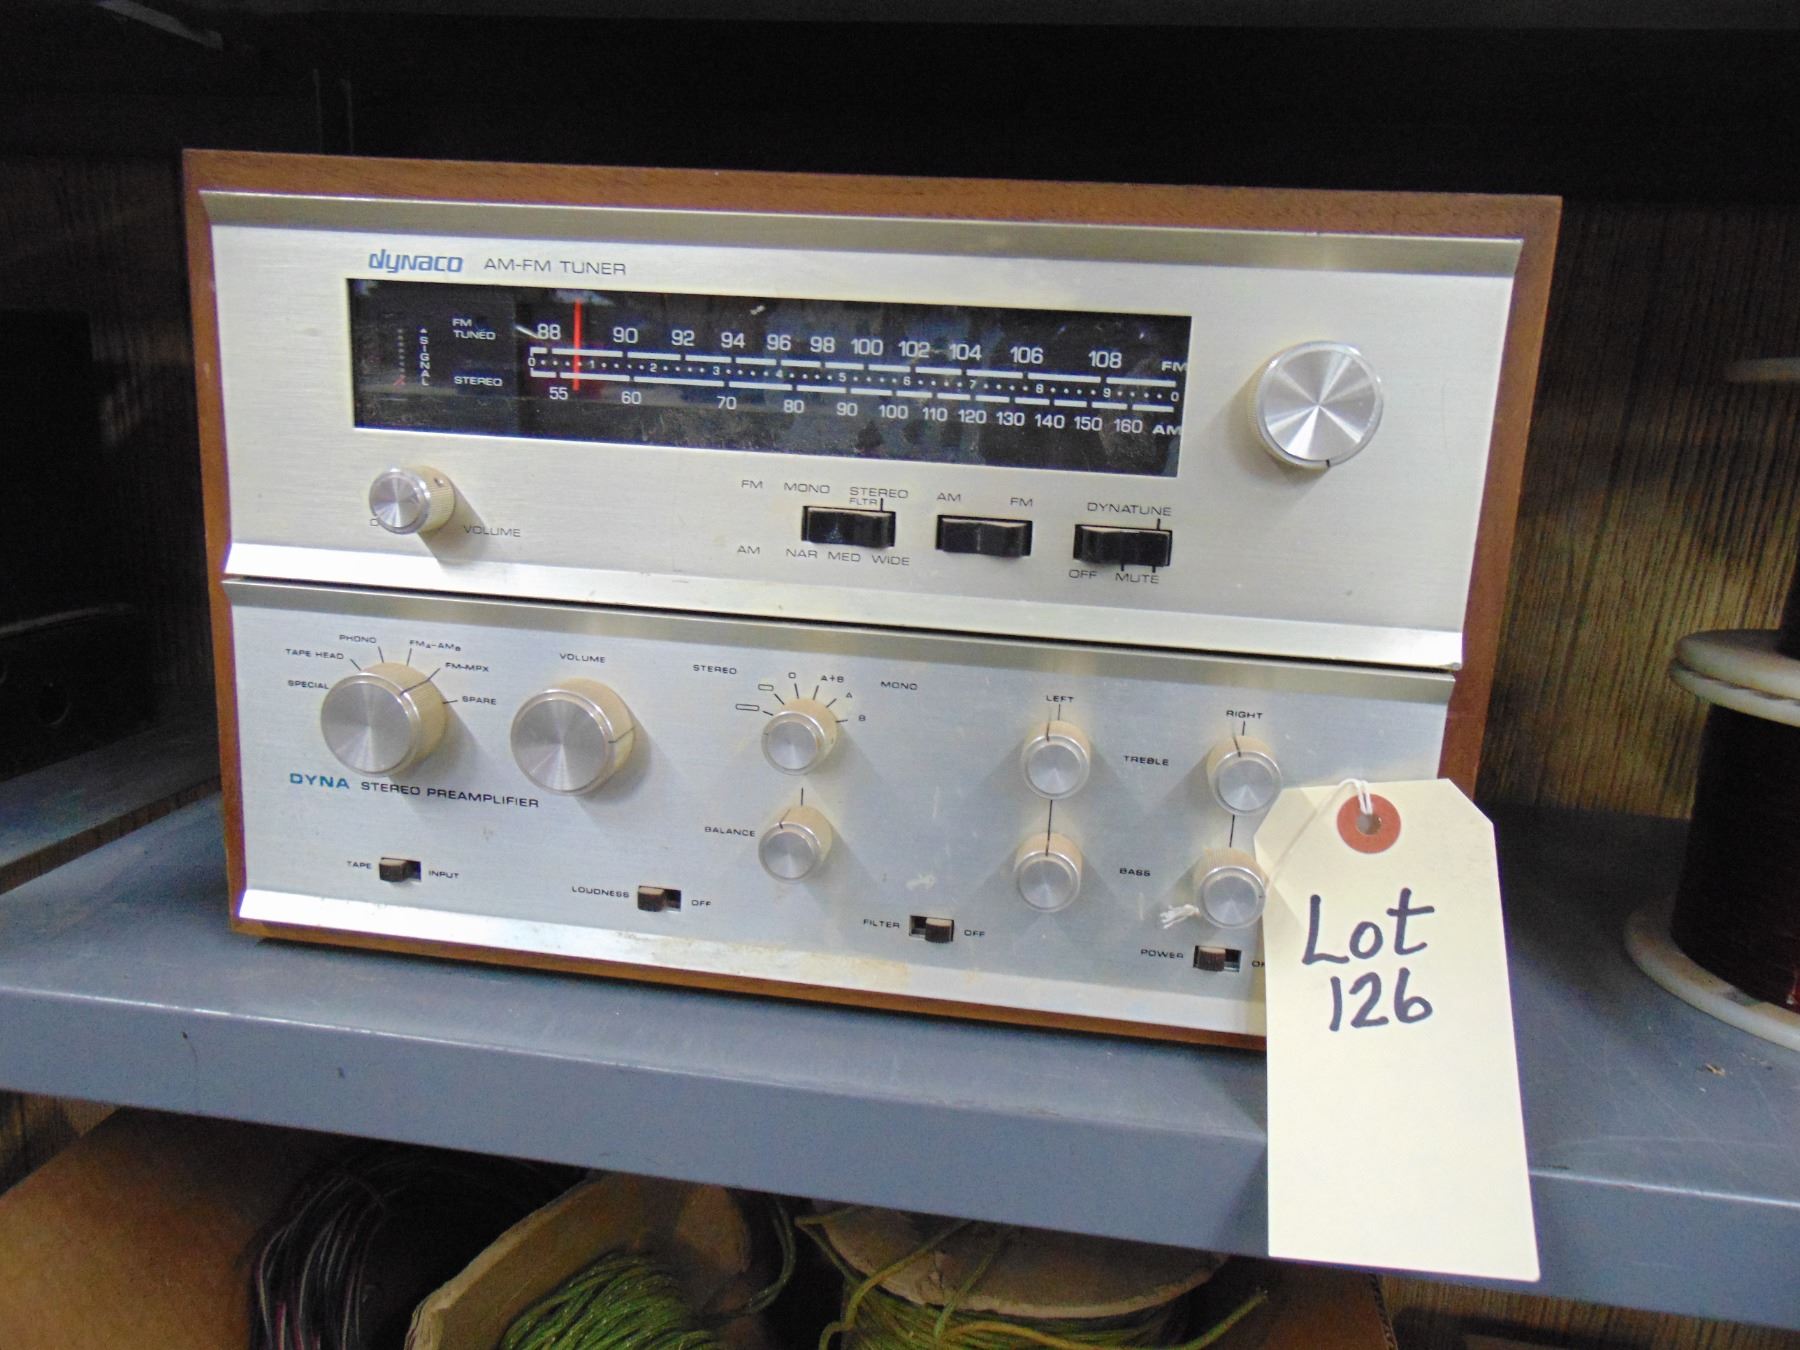 dynaco AM-FM TUNER
FM TUNED
SIGNAL
STEREO
88 90 92 94 96 98 100 102 104 106 108 FM
0 1 2 3 4 5 6 7 8 9 0
55 60 70 80 90 100 110 120 130 140 150 160 AM
VOLUME
FM MONO STEREO AM FM DYNATUNE
FLTR
AM NAR MED WIDE OFF MUTE
PHONO FMA-AMB
TAPE HEAD FM-MPX
SPECIAL SPARE
VOLUME
STEREO 0 A+B A B MONO
LEFT RIGHT
TREBLE
DYNA STEREO PREAMPLIFIER
BALANCE
BASS
TAPE INPUT
LOUDNESS OFF
FILTER OFF
POWER
Lot
126